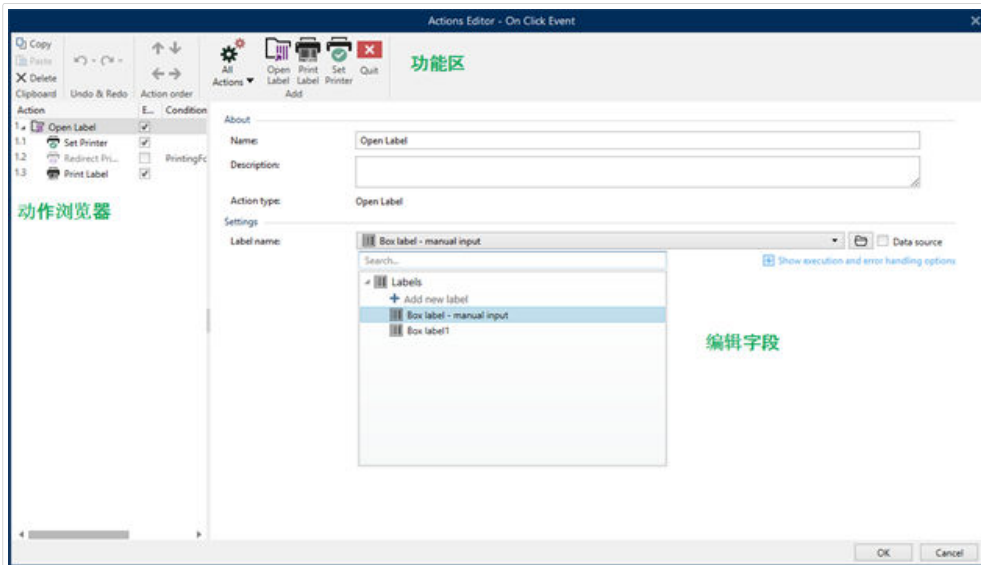 Actions Editor - On Click Event
Copy
Paste
Delete
Clipboard
Undo & Redo
Action order
All Actions
Open Label
Print Label
Set Printer
Quit
Add
功能区
Action
E...
Condition
1 Open Label
1.1 Set Printer
1.2 Redirect Pri... PrintingFc
1.3 Print Label
动作浏览器
About
Name:
Open Label
Description:
Action type:
Open Label
Settings
Label name:
Box label - manual input
Data source
Search...
Show execution and error handling options
Labels
Add new label
Box label - manual input
Box label1
编辑字段
OK
Cancel